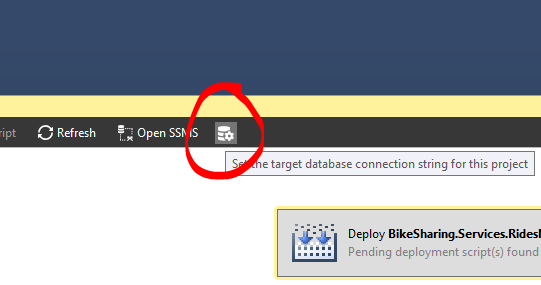 ript Refresh Open SSMS
Set the target database connection string for this project
Deploy BikeSharing.Services.Rides
Pending deployment script(s) found